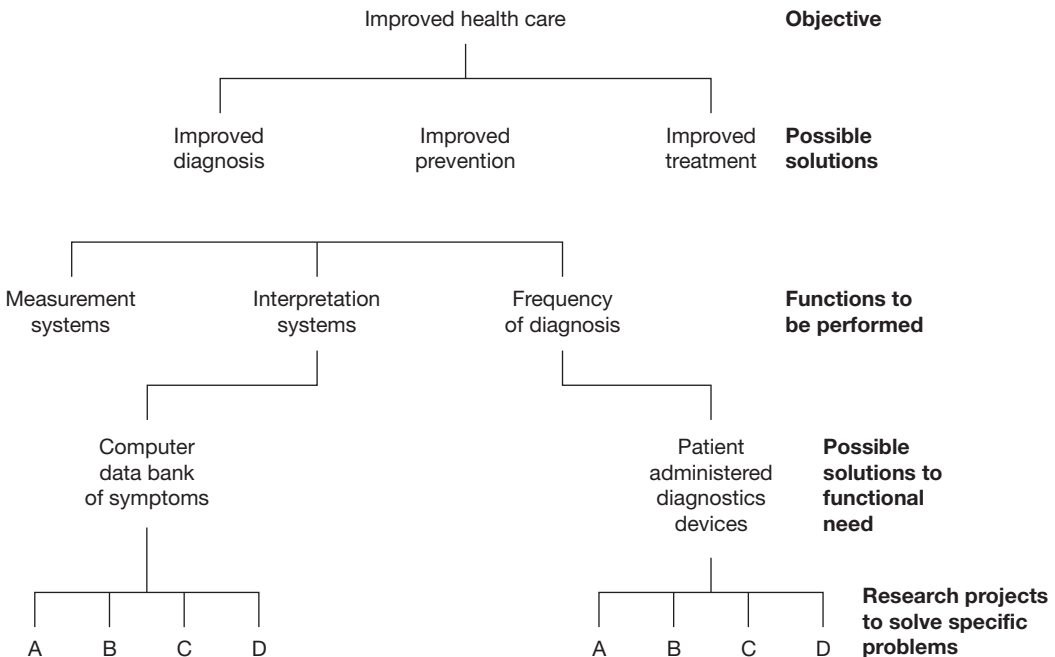 Improved health care
Objective
Improved
diagnosis
Improved
prevention
Improved
treatment
Possible
solutions
Measurement
systems
Interpretation
systems
Frequency
of diagnosis
Functions to
be performed
Computer
data bank
of symptoms
Patient
administered
diagnostics
devices
Possible
solutions to
functional
need
A
B
C
D
A
B
C
D
Research projects
to solve specific
problems